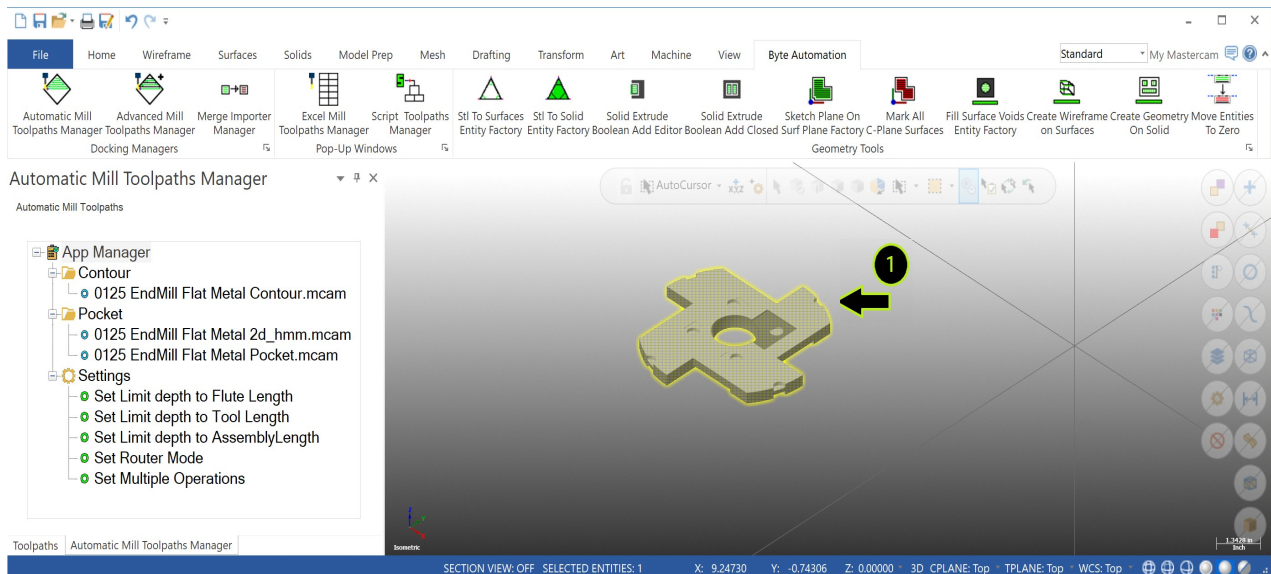 File Home Wireframe Surfaces Solids Model Prep Mesh Drafting Transform Art Machine View Byte Automation Standard My Mastercam
Automatic Mill Toolpaths Manager
Advanced Mill Toolpaths Manager
Merge Importer Manager
Excel Mill Toolpaths Manager
Script Toolpaths Manager
Stl To Surfaces Entity Factory
Stl To Solid Entity Factory
Solid Extrude Boolean Add Editor
Solid Extrude Boolean Add Closed
Sketch Plane On Surf Plane Factory
Mark All C-Plane Surfaces
Fill Surface Voids Entity Factory
Create Wireframe on Surfaces
Create Geometry On Solid
Move Entities To Zero
Docking Managers Pop-Up Windows Geometry Tools
Automatic Mill Toolpaths Manager
Automatic Mill Toolpaths
App Manager
Contour
0125 EndMill Flat Metal Contour.mcam
Pocket
0125 EndMill Flat Metal 2d_hmm.mcam
0125 EndMill Flat Metal Pocket.mcam
Settings
Set Limit depth to Flute Length
Set Limit depth to Tool Length
Set Limit depth to AssemblyLength
Set Router Mode
Set Multiple Operations
Toolpaths Automatic Mill Toolpaths Manager
AutoCursor
XYZ
1
Z
Y
X
Isometric
1.3429 in
Inch
SECTION VIEW: OFF SELECTED ENTITIES: 1 X: 9.24730 Y: -0.74306 Z: 0.00000 3D CPLANE: Top TPLANE: Top WCS: Top